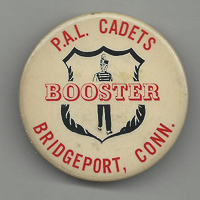 P.A.L. CADETS
BOOSTER
BRIDGEPORT, CONN.